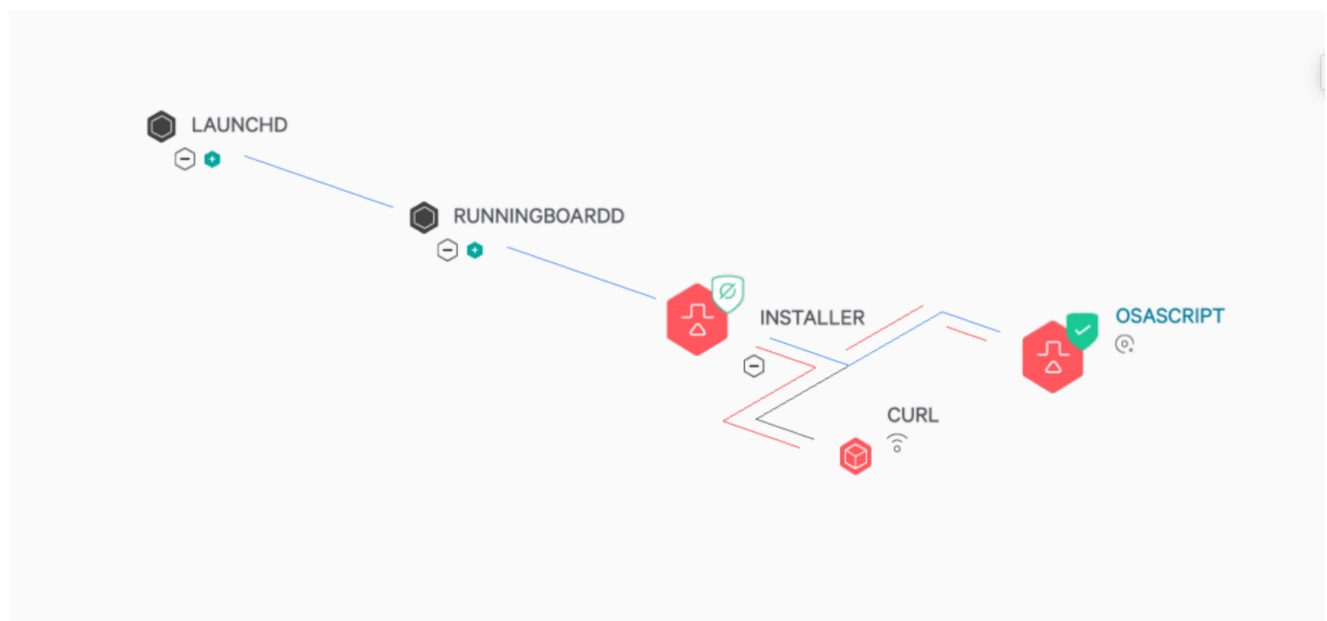 LAUNCHD
RUNNINGBOARDD
INSTALLER
OSASCRIPT
CURL